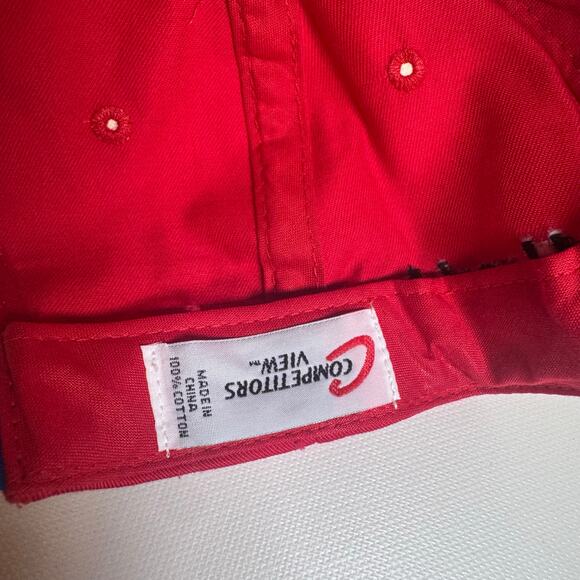 COMPETITORS
VIEW™
MADE IN
CHINA
100% COTTON